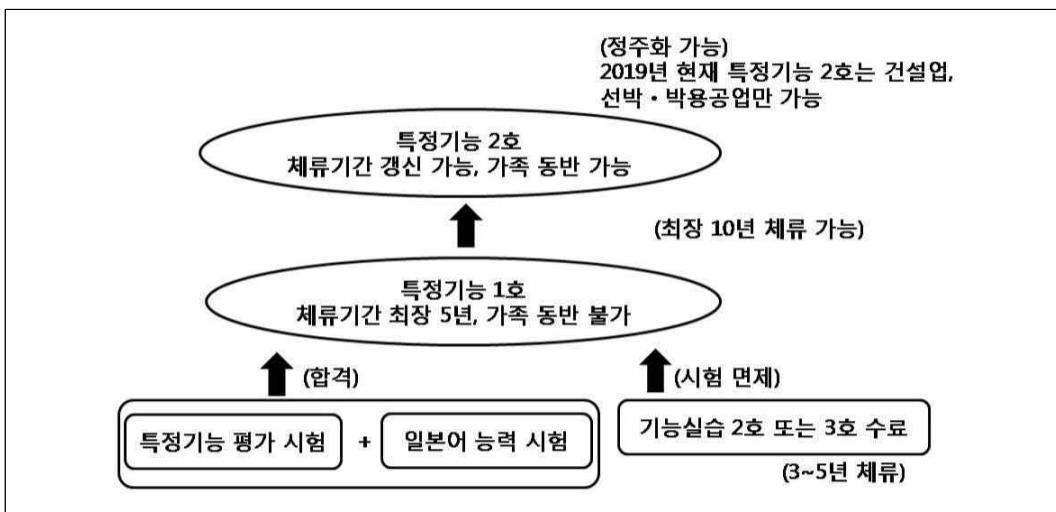 (정주화 가능)
2019년 현재 특정기능 2호는 건설업,
선박・박용공업만 가능
특정기능 2호
체류기간 갱신 가능, 가족 동반 가능
(최장 10년 체류 가능)
특정기능 1호
체류기간 최장 5년, 가족 동반 불가
(합격)
(시험 면제)
특정기능 평가 시험 + 일본어 능력 시험
기능실습 2호 또는 3호 수료
(3~5년 체류)